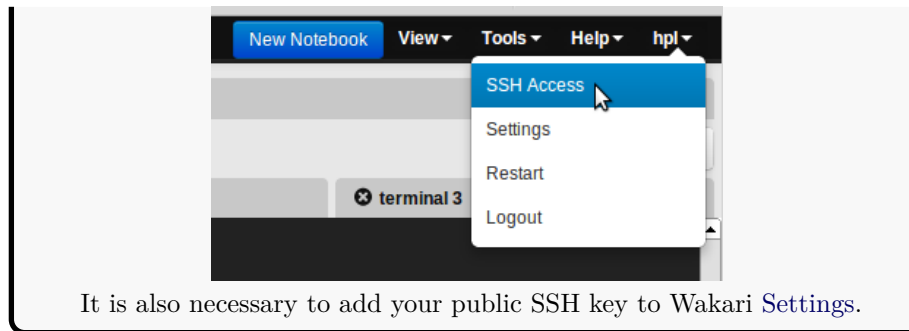 New Notebook View Tools Help hpl
SSH Access
Settings
Restart
terminal 3
Logout
It is also necessary to add your public SSH key to Wakari Settings.